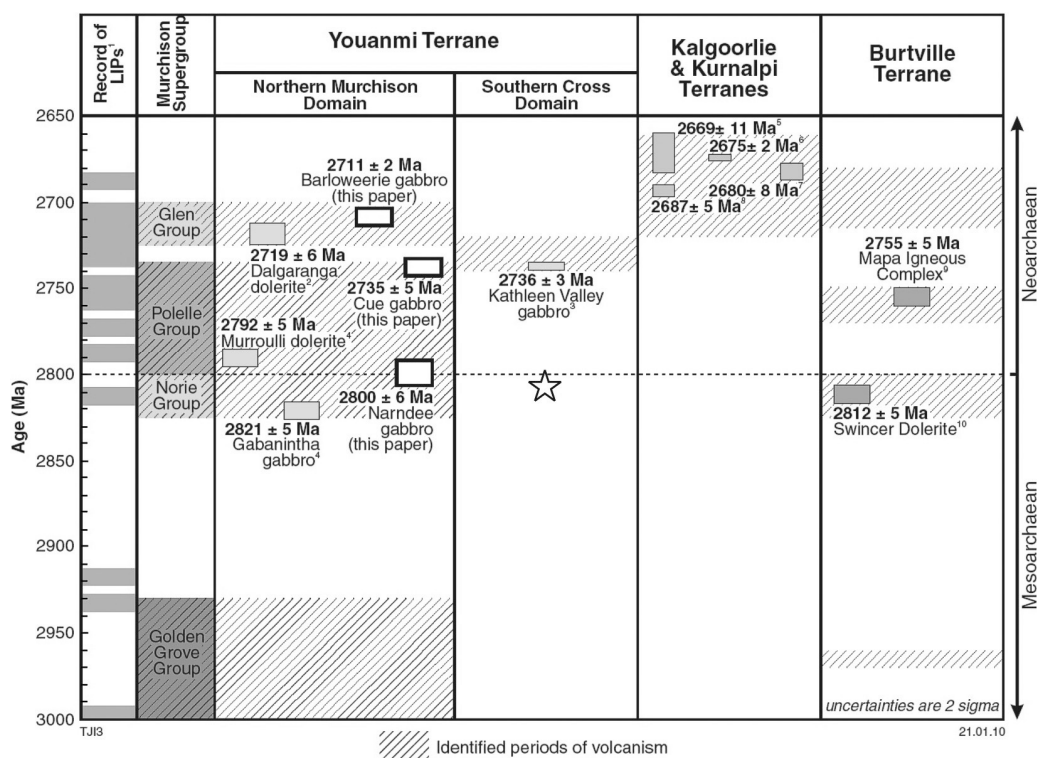 Record of LIPs¹
Murchison Supergroup
Youanmi Terrane
Northern Murchison Domain
Southern Cross Domain
Kalgoorlie & Kurnalpi Terranes
Burtville Terrane
Age (Ma)
2650
2700
2750
2800
2850
2900
2950
3000
Glen Group
Polelle Group
Norie Group
Golden Grove Group
2711 ± 2 Ma
Barloweerie gabbro
(this paper)
2719 ± 6 Ma
Dalgaranga
dolerite²
2735 ± 5 Ma
Cue gabbro
(this paper)
2792 ± 5 Ma
Murroulli dolerite⁴
2800 ± 6 Ma
Narndee
gabbro
(this paper)
2821 ± 5 Ma
Gabanintha
gabbro⁴
2736 ± 3 Ma
Kathleen Valley
gabbro³
2669± 11 Ma⁵
2675± 2 Ma⁶
2680± 8 Ma⁷
2687± 5 Ma⁸
2755 ± 5 Ma
Mapa Igneous
Complex⁹
2812 ± 5 Ma
Swincer Dolerite¹⁰
uncertainties are 2 sigma
Neoarchaean
Mesoarchaean
TJI3
21.01.10
Identified periods of volcanism